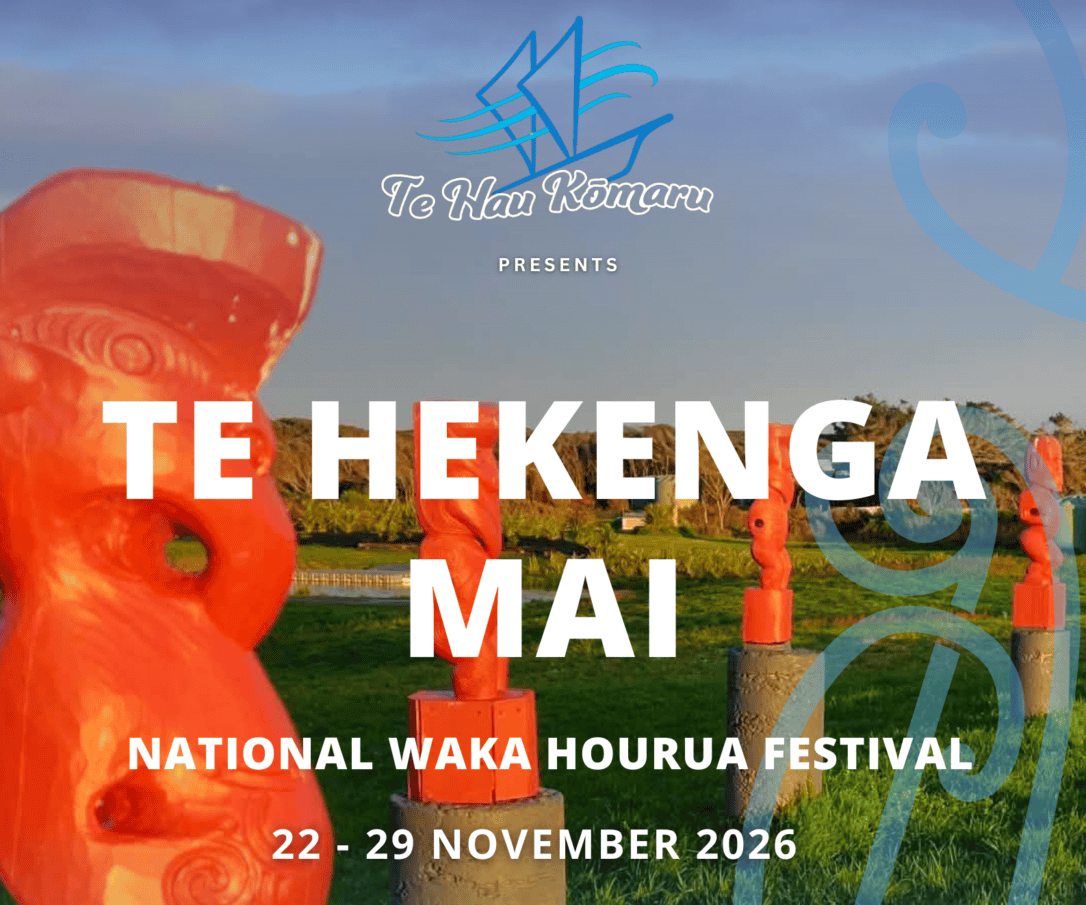 Te Hau Kōmaru
PRESENTS
TE HEKENGA
MAI
NATIONAL WAKA HOURUA FESTIVAL
22 - 29 NOVEMBER 2026